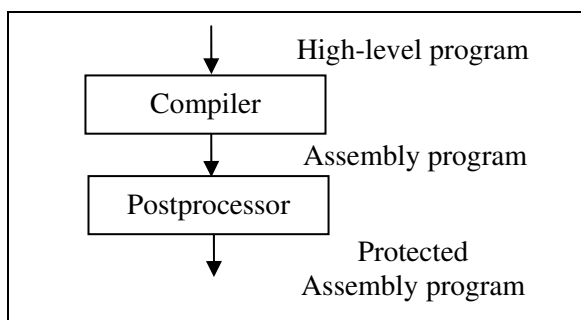 High-level program
Compiler
Assembly program
Postprocessor
Protected
Assembly program